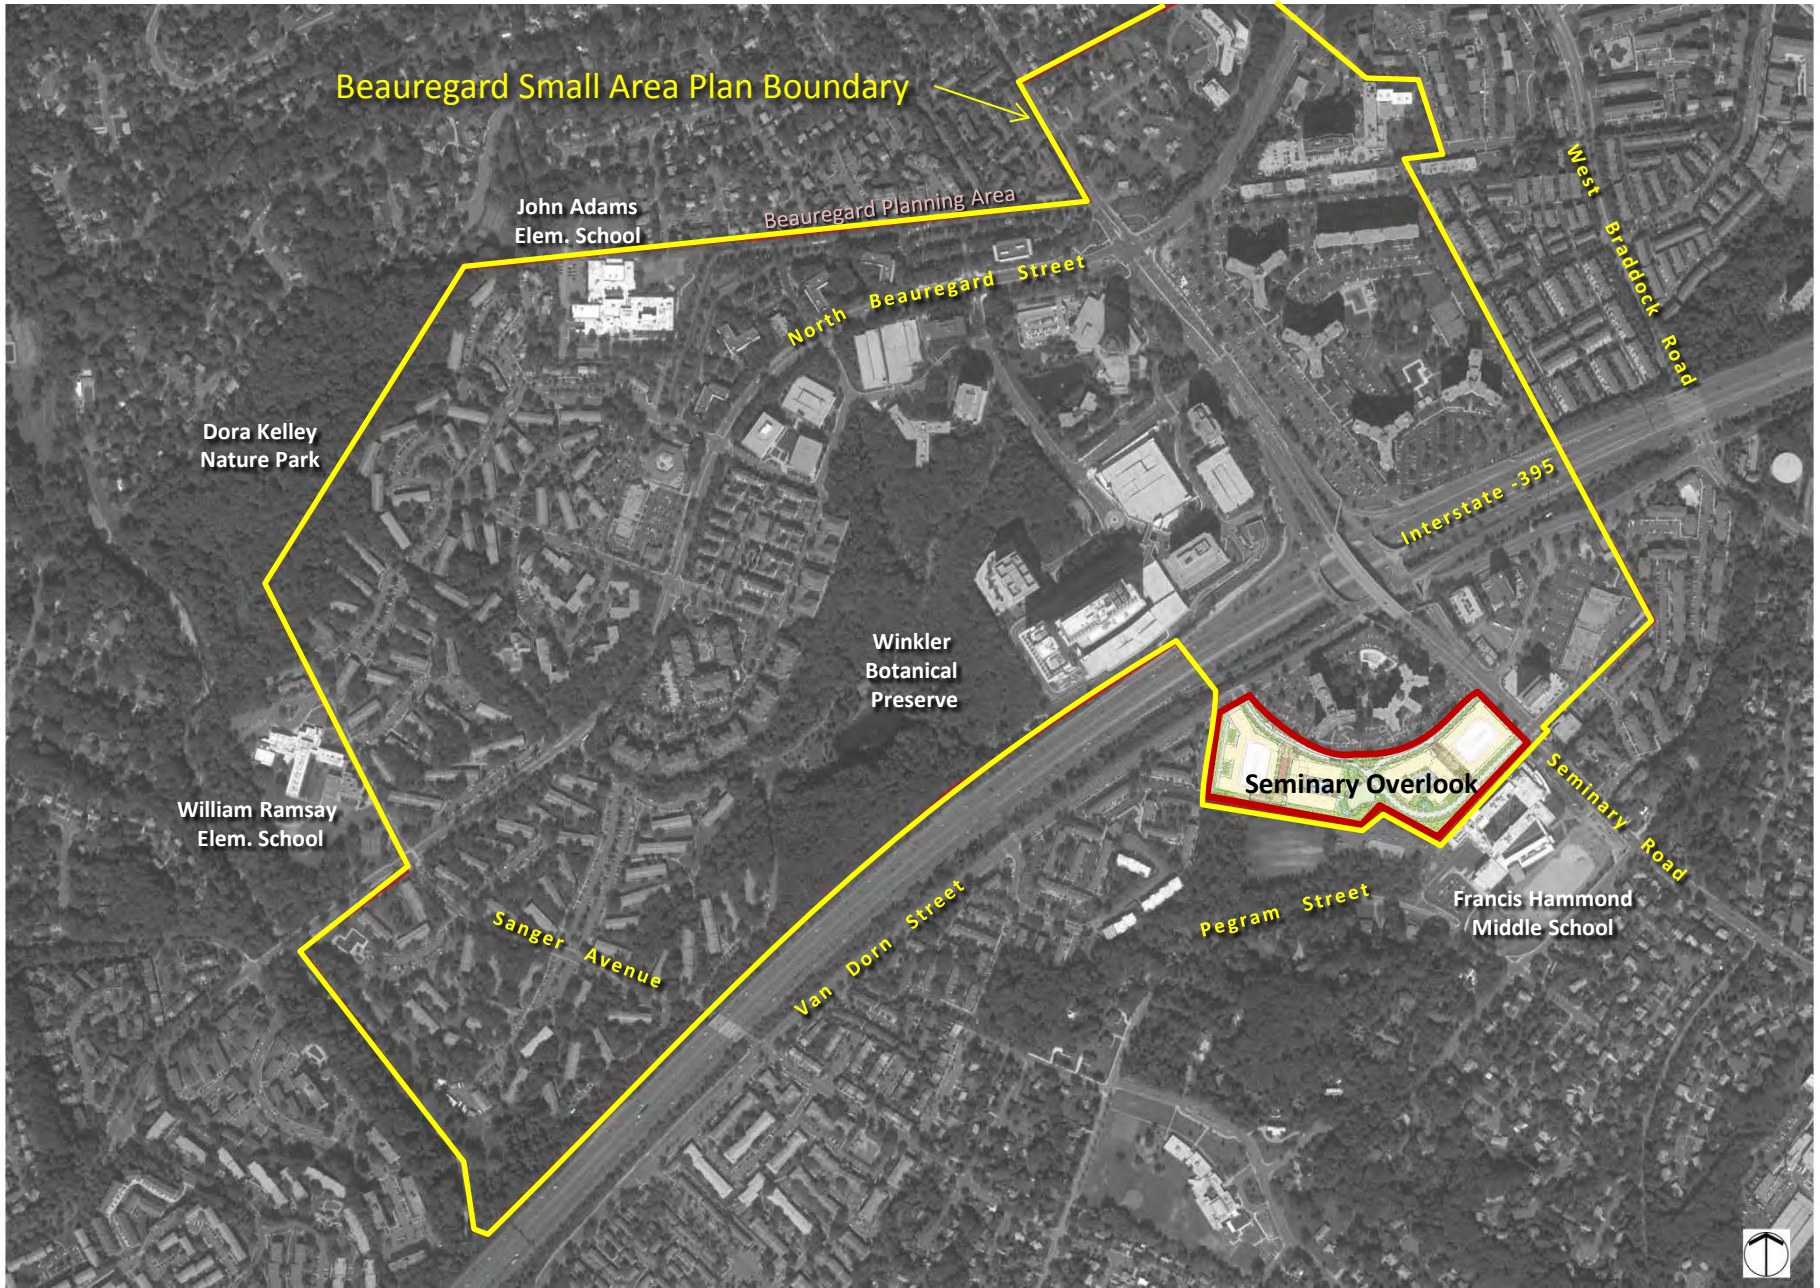 Beauregard Small Area Plan Boundary
West Braddock Road
John Adams
Elem. School
Beauregard Planning Area
North Beauregard Street
Dora Kelley
Nature Park
Interstate -395
Winkler
Botanical
Preserve
Seminary Overlook
Seminary Road
William Ramsay
Elem. School
Sanger Avenue
Van Dorn Street
Pegram Street
Francis Hammond
Middle School